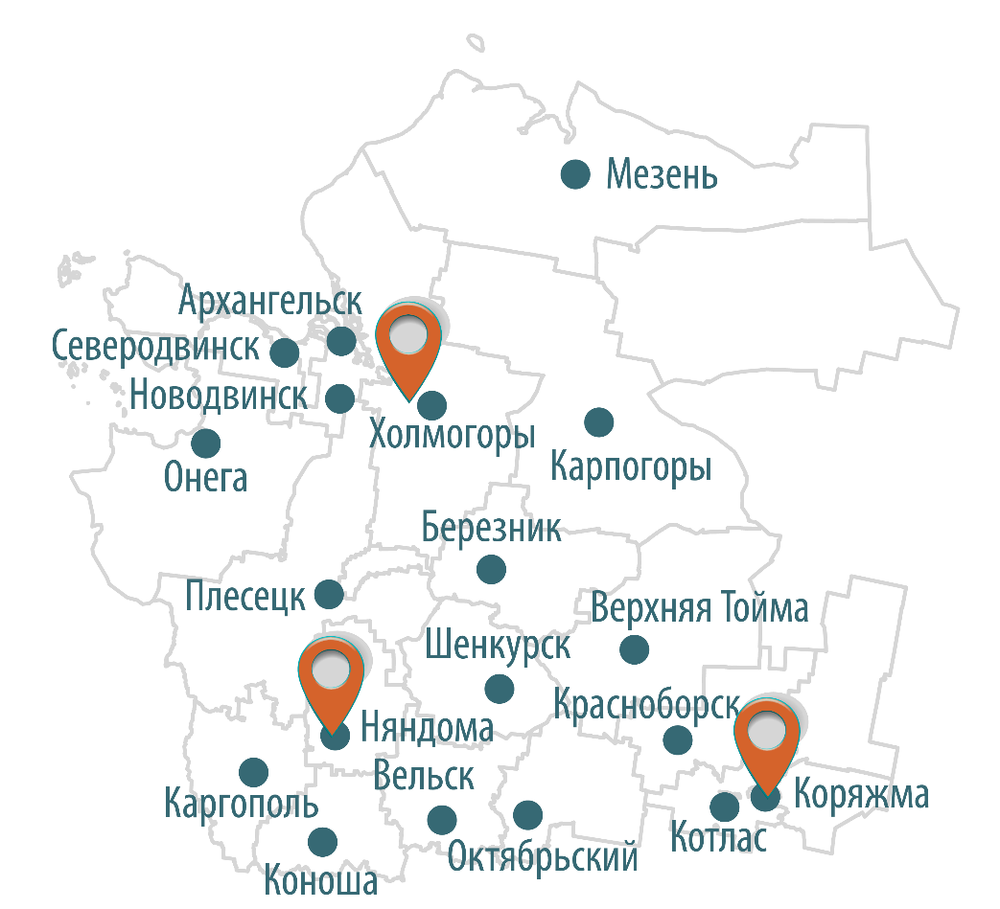 Мезень
Архангельск
Северодвинск
Новодвинск
Холмогоры
Онега
Карпогоры
Березник
Плесецк
Верхняя Тойма
Шенкурск
Красноборск
Няндома
Вельск
Каргополь
Коряжма
Котлас
Октябрьский
Коноша